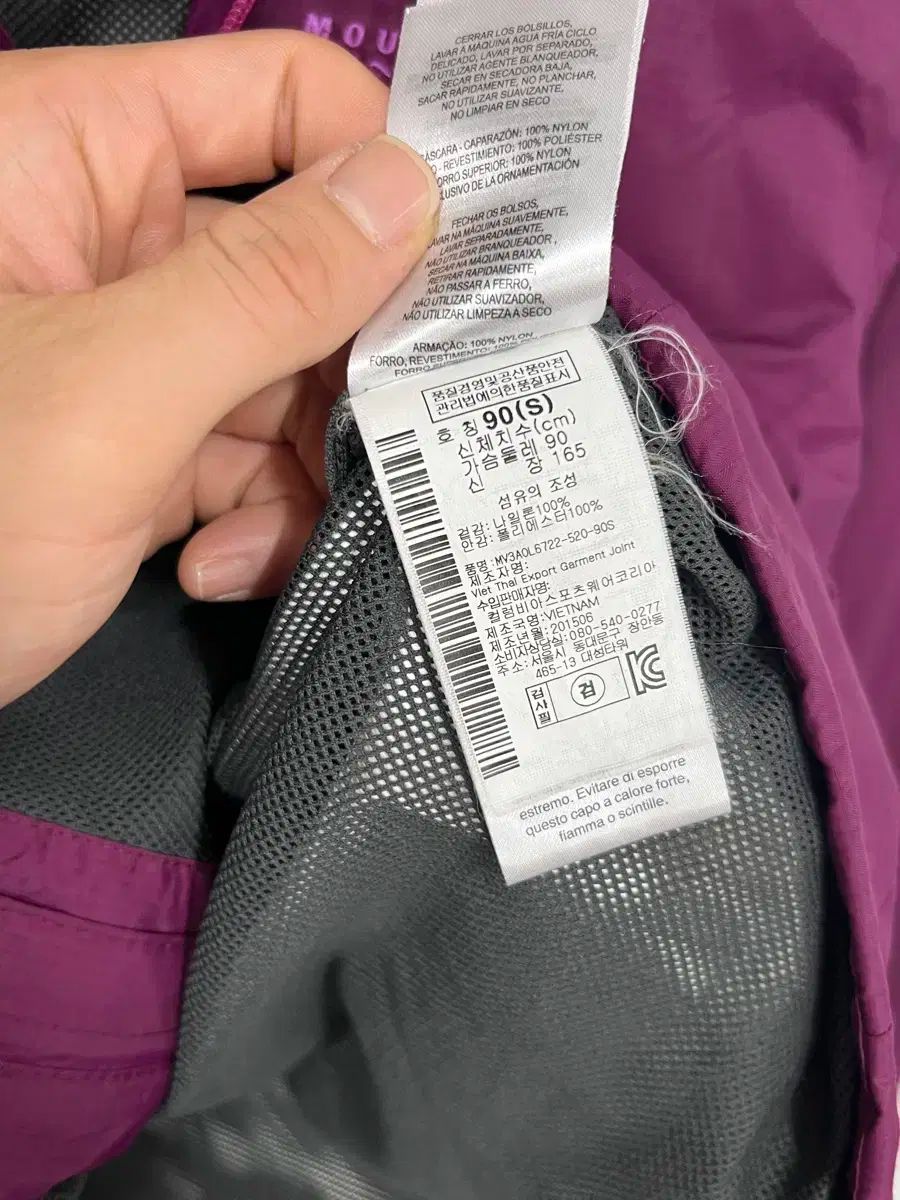 MOU
CERRAR LOS BOLSILLOS,
LAVAR A MÁQUINA AGUA FRIA CICLO
DELICADO, LAVAR POR SEPARADO,
NO UTILIZAR AGENTE BLANQUEADOR,
SECAR EN SECADORA BAJA,
SACAR RÁPIDAMENTE, NO PLANCHAR,
NO UTILIZAR SUAVIZANTE,
NO LIMPIAR EN SECO
ÁSCARA - CAPARAZÓN: 100% NYLON
O - REVESTIMIENTO: 100% POLIÉSTER
ORRO SUPERIOR: 100% NYLON
LUSIVO DE LA ORNAMENTACIÓN
FECHAR OS BOLSOS,
AVAR NA MÁQUINA SUAVEMENTE,
LAVAR SEPARADAMENTE,
NÃO UTILIZAR BRANQUEADOR ,
SECAR NA MÁQUINA BAIXA,
RETIRAR RAPIDAMENTE,
NÃO PASSAR A FERRO,
NÃO UTILIZAR SUAVIZADOR,
NÃO UTILIZAR LIMPEZA A SECO
ARMAÇÃO: 100% NYLON
FORRO, REVESTIMENTO: 100%
품질경영및공산품안전
관리법에의한품질표시
호 칭 90(S)
신체치수(cm)
가슴둘레 90
신 장 165
섬유의 조성
겉감: 나일론100%
안감: 폴리에스터100%
품명: MV3AOL6722-520-90S
제조자명:
Viet Thai Export Garment Joint
수입판매자명:
컬럼비아스포츠웨어코리아
제조국명: VIETNAM
제조년월: 201506
소비자상담실: 080-540-0277
주소: 서울시 동대문구 장안동
465-13 대성타워
검사필
검
estremo. Evitare di esporre
questo capo a calore forte,
fiamma o scintille.